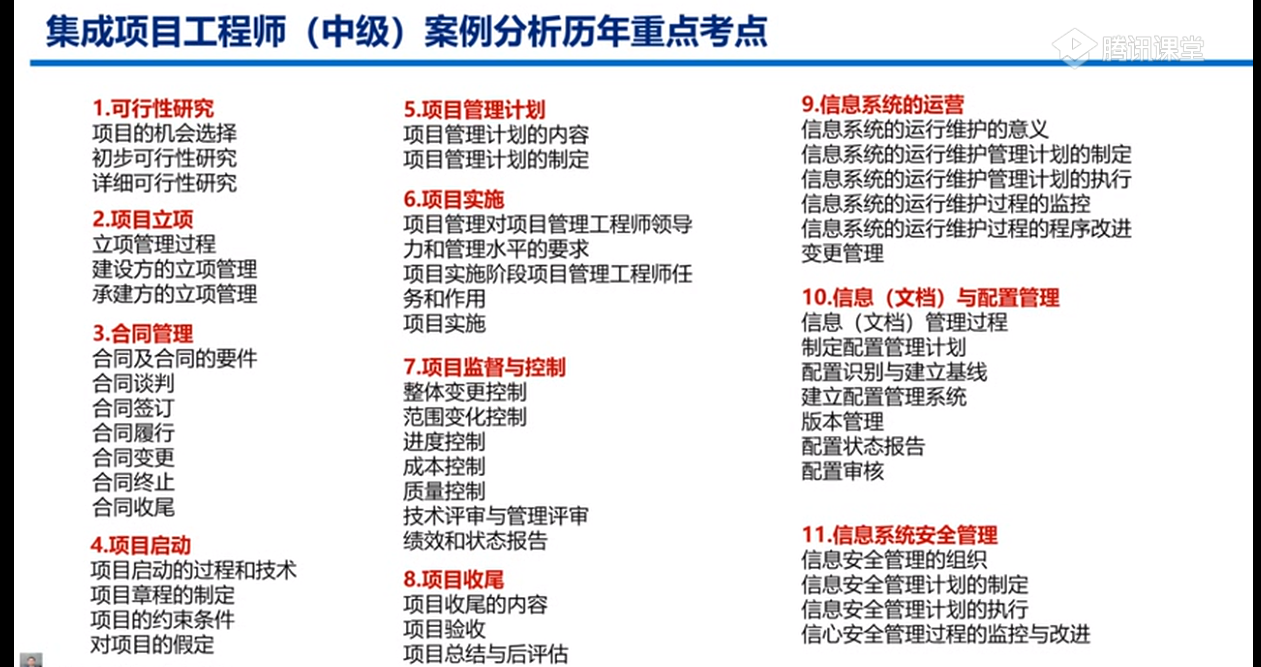 集成项目工程师（中级）案例分析历年重点考点
腾讯课堂
1.可行性研究
项目的机会选择
初步可行性研究
详细可行性研究
2.项目立项
立项管理过程
建设方的立项管理
承建方的立项管理
3.合同管理
合同及合同的要件
合同谈判
合同签订
合同履行
合同变更
合同终止
合同收尾
4.项目启动
项目启动的过程和技术
项目章程的制定
项目的约束条件
对项目的假定
5.项目管理计划
项目管理计划的内容
项目管理计划的制定
6.项目实施
项目管理对项目管理工程师领导
力和管理水平的要求
项目实施阶段项目管理工程师任
务和作用
项目实施
7.项目监督与控制
整体变更控制
范围变化控制
进度控制
成本控制
质量控制
技术评审与管理评审
绩效和状态报告
8.项目收尾
项目收尾的内容
项目验收
项目总结与后评估
9.信息系统的运营
信息系统的运行维护的意义
信息系统的运行维护管理计划的制定
信息系统的运行维护管理计划的执行
信息系统的运行维护过程的监控
信息系统的运行维护过程的程序改进
变更管理
10.信息（文档）与配置管理
信息（文档）管理过程
制定配置管理计划
配置识别与建立基线
建立配置管理系统
版本管理
配置状态报告
配置审核
11.信息系统安全管理
信息安全管理的组织
信息安全管理计划的制定
信息安全管理计划的执行
信心安全管理过程的监控与改进